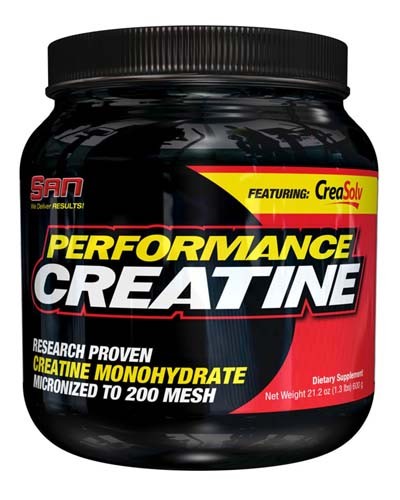 SAN
We Deliver RESULTS!
FEATURING: CreaSolv
PERFORMANCE
CREATINE
RESEARCH PROVEN
CREATINE MONOHYDRATE
MICRONIZED TO 200 MESH
Dietary Supplement
Net Weight 21.2 oz (1.3 lbs) 600 g